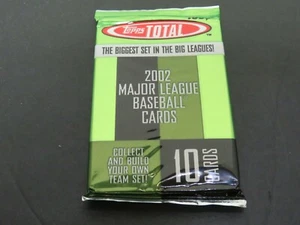 Topps TOTAL
THE BIGGEST SET IN THE BIG LEAGUES!
2002
MAJOR LEAGUE
BASEBALL
CARDS
COLLECT
AND BUILD
YOUR OWN
TEAM SET!
10 CARDS